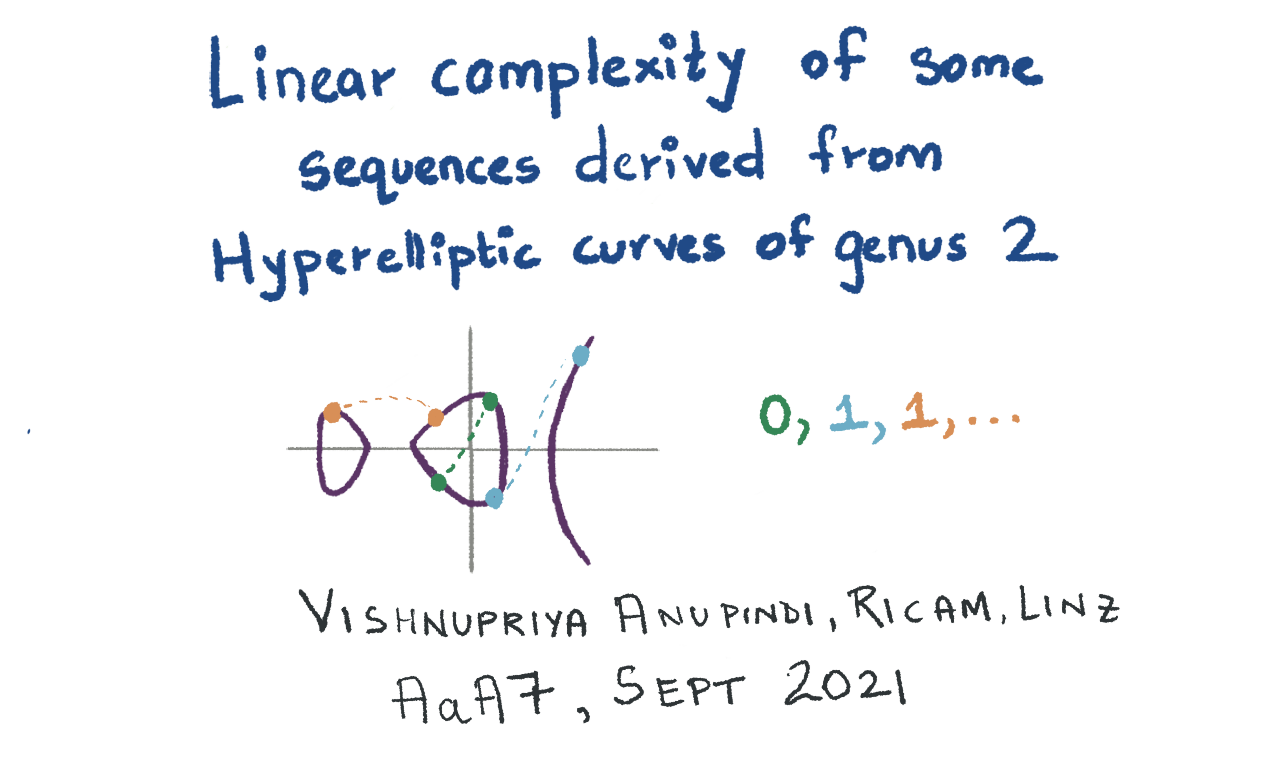 Linear complexity of some
sequences derived from
Hyperelliptic curves of genus 2
0, 1, 1, ...
VISHNUPRIYA ANUPINDI, RICAM, LINZ
AaA7, SEPT 2021